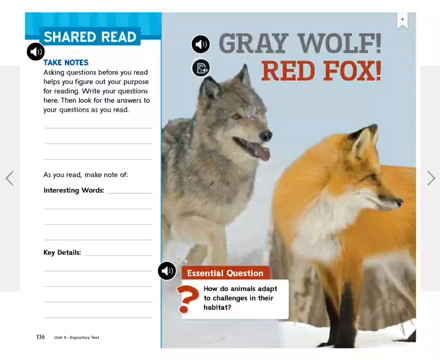 SHARED READ
TAKE NOTES
Asking questions before you read
helps you figure out your purpose
for reading. Write your questions
here. Then look for the answers to
your questions as you read.
As you read, make note of:
Interesting Words:
Key Details:
136 Unit 4 - Expository Text
GRAY WOLF!
RED FOX!
Essential Question
?
How do animals adapt
to challenges in their
habitat?